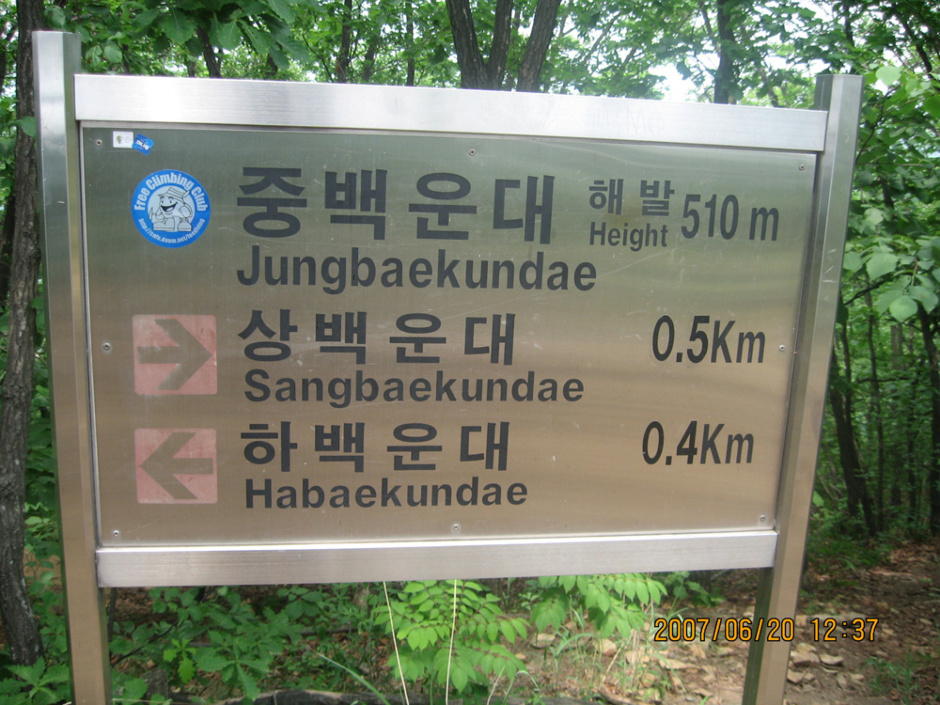 Free Climbing Club
중백운대 해발 510 m
Height
Jungbaekundae
상백운대 0.5Km
Sangbaekundae
하백운대 0.4Km
Habaekundae
2007/06/20 12:37